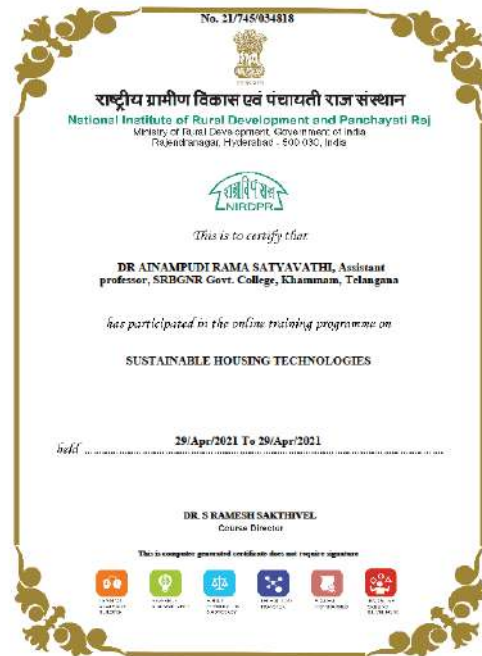 No. 21/745/034818
राष्ट्रीय ग्रामीण विकास एवं पंचायती राज संस्थान
National Institute of Rural Development and Panchayati Raj
Ministry of Rural Development, Government of India
Rajendranagar, Hyderabad - 500 030, India
NIRDPR
This is to certify that
DR AINAMPUDI RAMA SATYAVATHI, Assistant
professor, SRBGNR Govt. College, Khammam, Telangana
has participated in the online training programme on
SUSTAINABLE HOUSING TECHNOLOGIES
29/Apr/2021 To 29/Apr/2021
held
DR. S RAMESH SAKTHIVEL
Course Director
This is computer generated certificate does not require signature